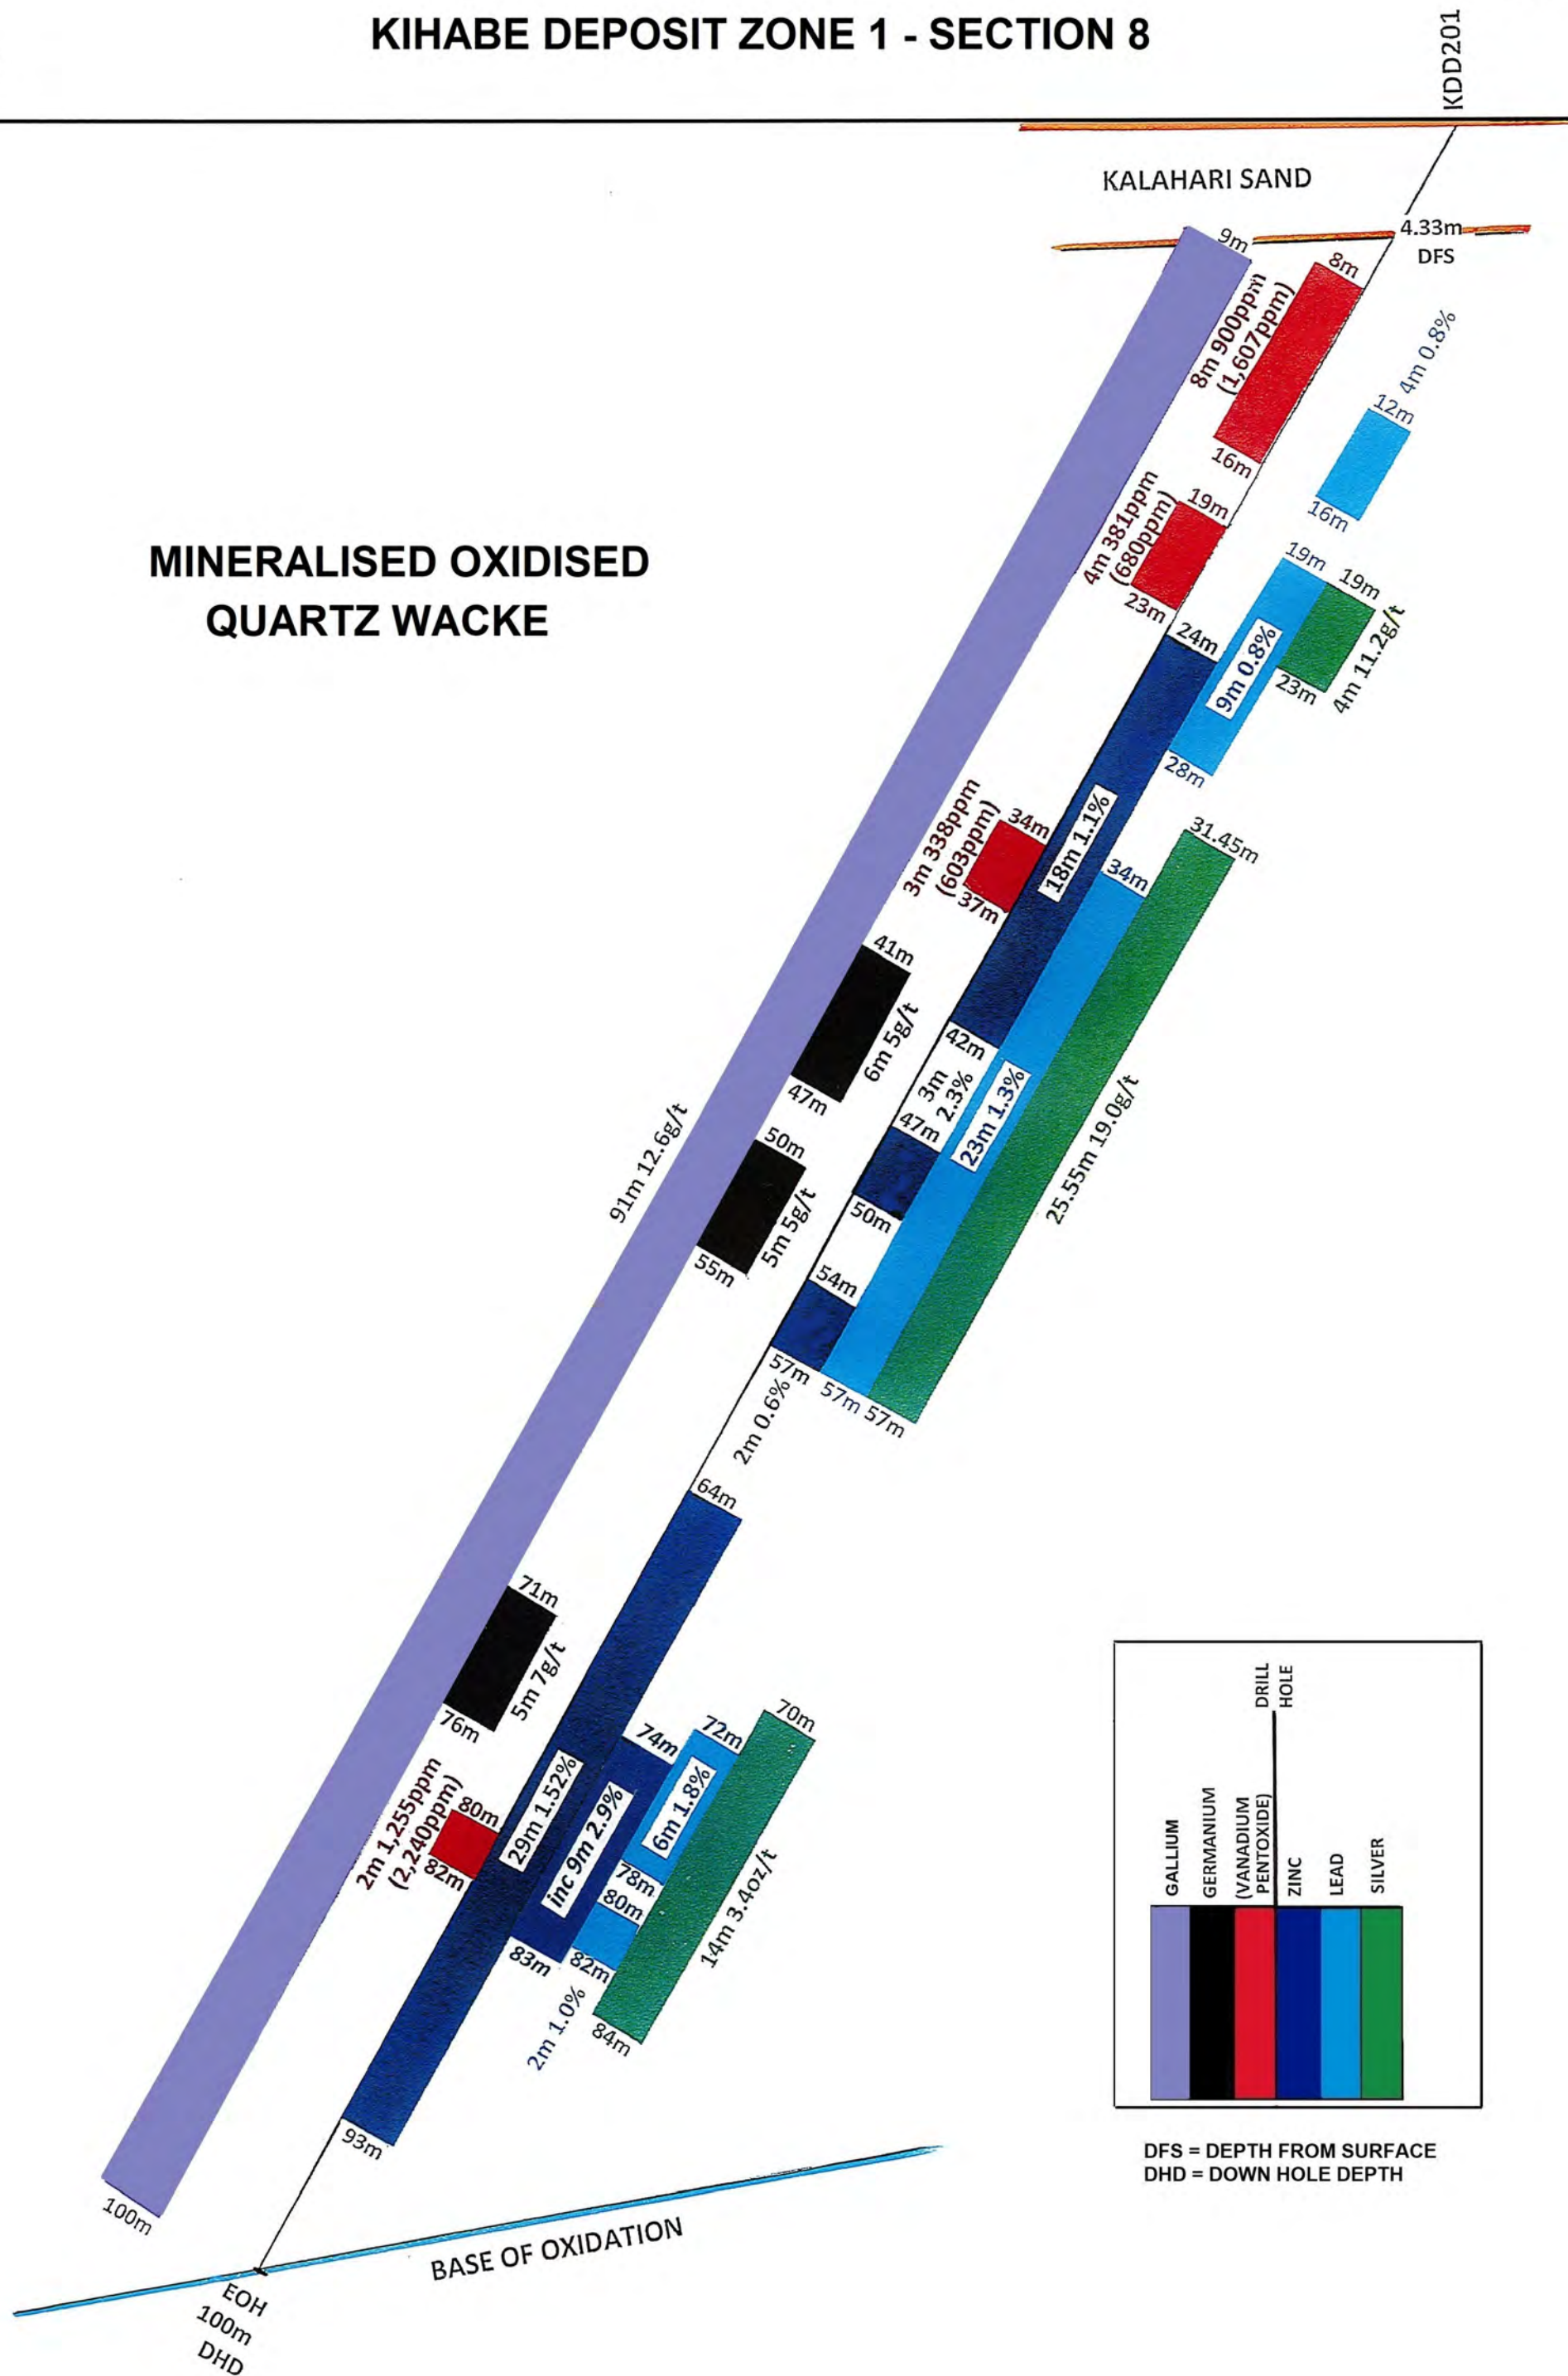 KIHABE DEPOSIT ZONE 1 - SECTION 8
KDD201
KALAHARI SAND
4.33m
DFS
9m
8m
8m 900ppm
(1,607ppm)
16m
4m 0.8%
12m
16m
MINERALISED OXIDISED
QUARTZ WACKE
4m 381ppm
(680ppm)
19m
23m
19m
19m
24m
9m 0.8%
23m
4m 11.2g/t
28m
3m 338ppm
(603ppm)
34m
37m
18m 1.1%
31.45m
34m
41m
6m 5g/t
47m
42m
3m
2.3%
47m
23m 1.3%
25.55m 19.0g/t
91m 12.6g/t
50m
5m 5g/t
55m
50m
54m
57m
57m
57m
2m 0.6%
64m
71m
5m 7g/t
76m
70m
72m
74m
6m 1.8%
29m 1.52%
inc 9m 2.9%
2m 1,255ppm
(2,240ppm)
80m
82m
78m
80m
14m 3.4oz/t
83m
82m
2m 1.0%
84m
93m
100m
BASE OF OXIDATION
EOH
100m
DHD
GALLIUM
GERMANIUM
(VANADIUM
PENTOXIDE)
DRILL
HOLE
ZINC
LEAD
SILVER
DFS = DEPTH FROM SURFACE
DHD = DOWN HOLE DEPTH